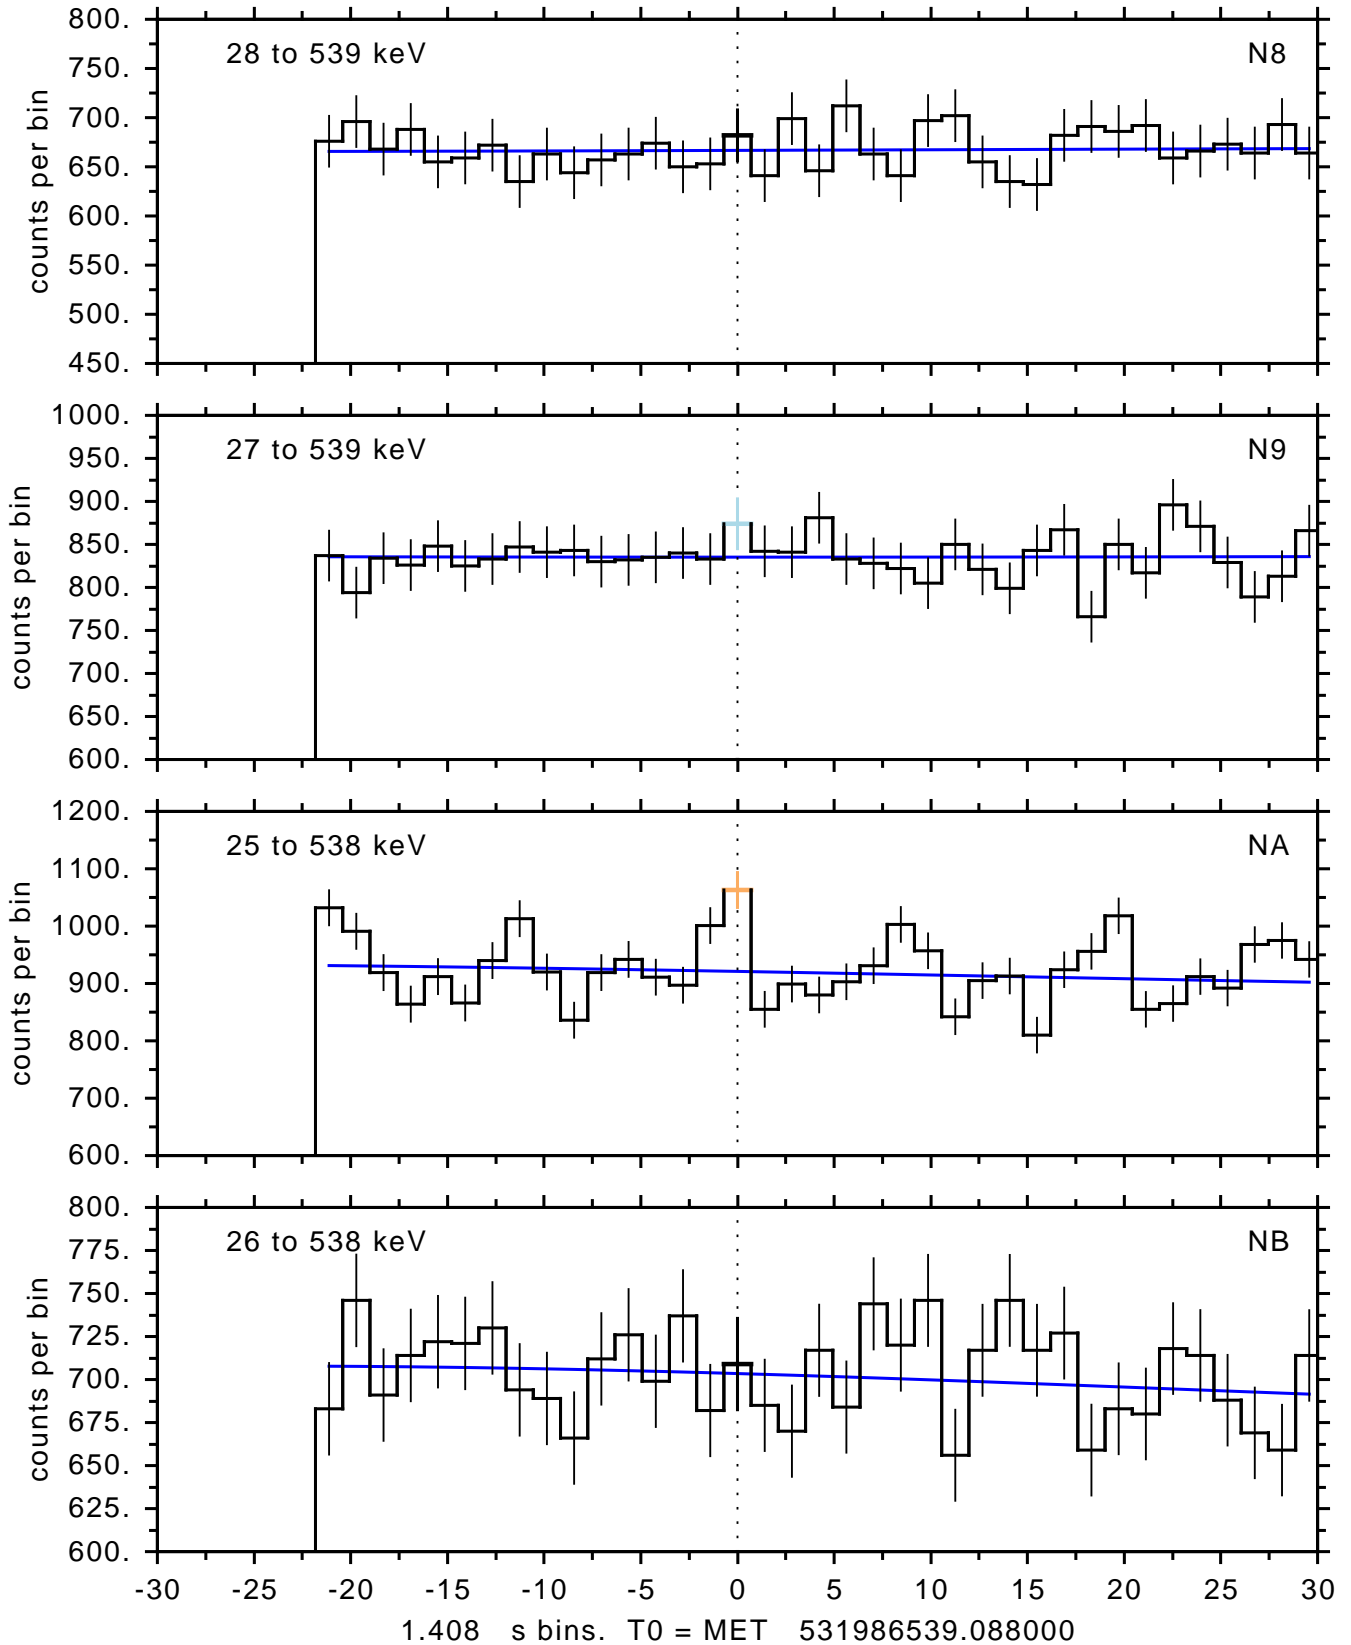 800.
28 to 539 keV
N8
750.
700.
650.
600.
550.
500.
450.
counts per bin
1000.
27 to 539 keV
N9
950.
900.
850.
800.
750.
700.
650.
600.
counts per bin
1200.
25 to 538 keV
NA
1100.
1000.
900.
800.
700.
600.
counts per bin
800.
26 to 538 keV
NB
775.
750.
725.
700.
675.
650.
625.
600.
counts per bin
-30 -25 -20 -15 -10 -5 0 5 10 15 20 25 30
1.408 s bins. T0 = MET 531986539.088000